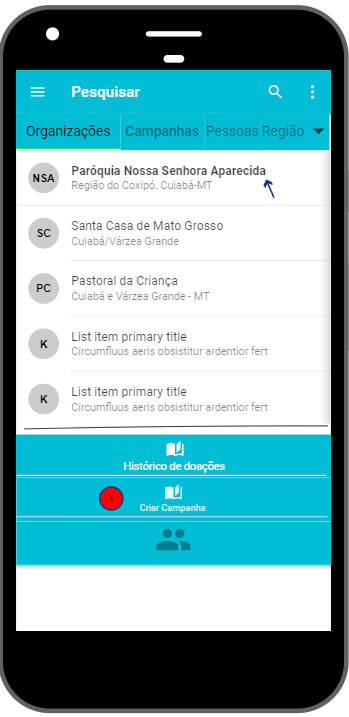 Pesquisar
Organizações Campanhas Pessoas Região
NSA
Paróquia Nossa Senhora Aparecida
Região do Coxipó. Cuiabá-MT
SC
Santa Casa de Mato Grosso
Cuiabá/Várzea Grande
PC
Pastoral da Criança
Cuiabá e Várzea Grande - MT
K
List item primary title
Circumfluus aeris obsistitur ardentior fert
K
List item primary title
Circumfluus aeris obsistitur ardentior fert
Histórico de doações
1
Criar Campanha